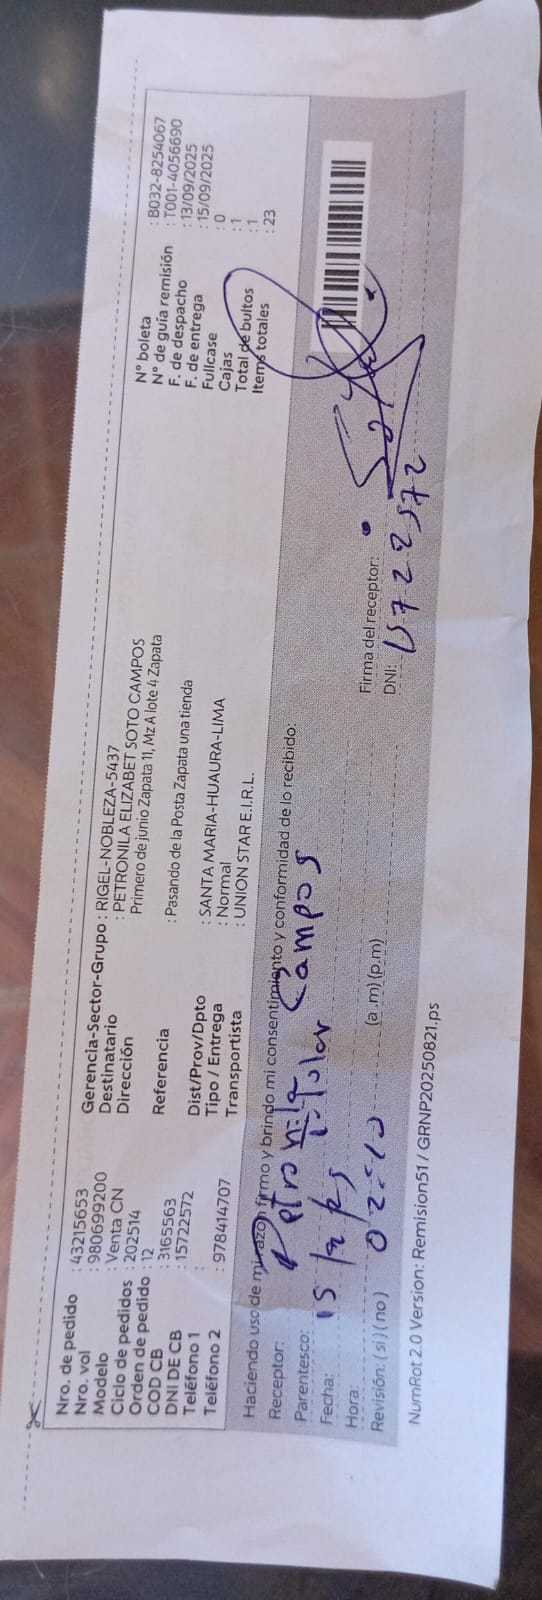 Nro. de pedido : 43215653
Nro. vol : 980699200
Modelo : Venta CN
Ciclo de pedidos : 202514
Orden de pedido : 12
COD CB : 3165563
DNI DE CB : 15722572
Teléfono 1 :
Teléfono 2 : 978414707
Gerencia-Sector-Grupo : RIGEL-NOBLEZA-5437
Destinatario : PETRONILA ELIZABET SOTO CAMPOS
Dirección Primero de junio Zapata 11, Mz A lote 4 Zapata
Referencia : Pasando de la Posta Zapata una tienda
Dist/Prov/Dpto : SANTA MARIA-HUAURA-LIMA
Tipo / Entrega : Normal
Transportista : UNION STAR E.I.R.L.
N° boleta : B032-8254067
N° de guía remisión : T001-4056690
F. de despacho : 13/09/2025
F. de entrega : 15/09/2025
Fullcase : 0
Cajas : 1
Total de bultos : 1
Items totales : 23
Haciendo uso de mi razón firmo y brindo mi consentimiento y conformidad de lo recibido:
Receptor: Petronila Campos
Parentesco: titular
Fecha:
Hora: 02:10 (a .m) (p.m)
Revisión: (si) (no)
Firma del receptor:
DNI: 15722572
NumRot 2.0 Version: Remision51 / GRNP20250821.ps